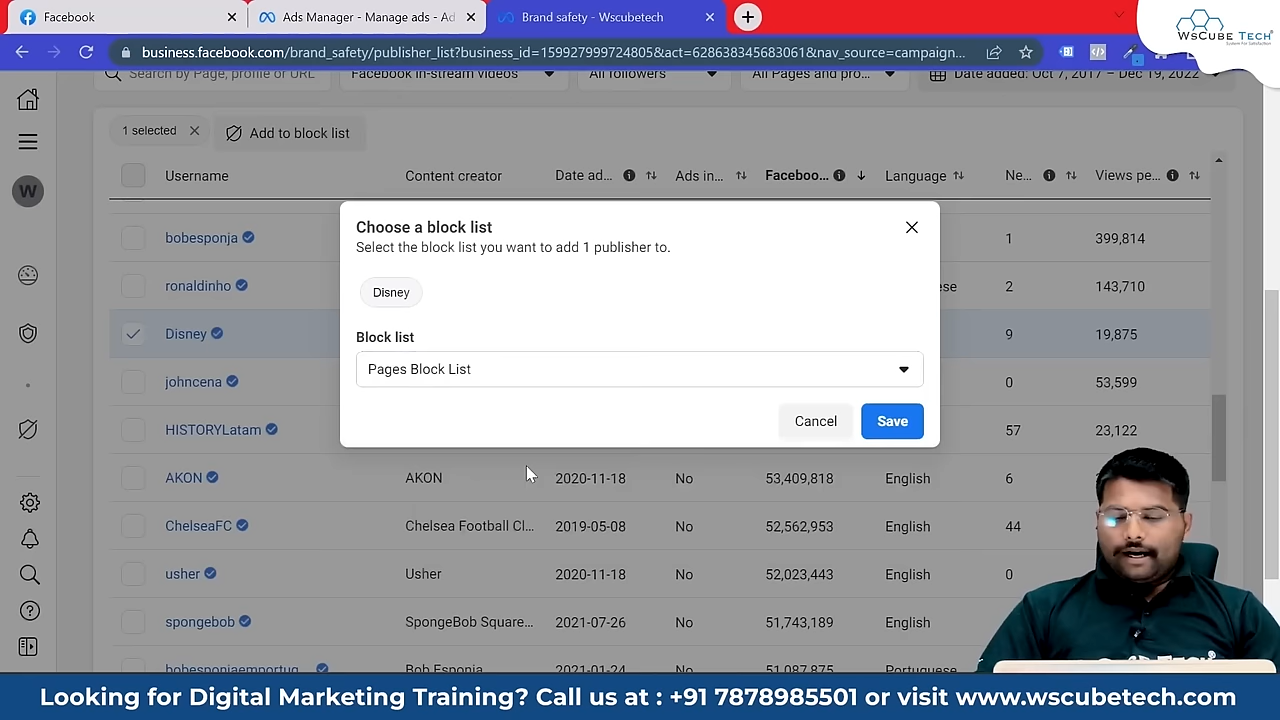 Facebook
Ads Manager - Manage ads - Ad
Brand safety - Wscubetech
WsCUBE TECH
business.facebook.com/brand_safety/publisher_list?business_id=1599279997248055&act=628638345683061&nav_source=campaign...
Search by Page, profile or URL
Facebook in-stream videos
All followers
All Pages and pro...
Date added: Oct 7, 2017 – Dec 19, 2022
1 selected
Add to block list
W
Username
Content creator
Date ad...
Ads in...
Faceboo...
Language
Ne...
Views pe...
Choose a block list
Select the block list you want to add 1 publisher to.
Disney
Block list
Pages Block List
Cancel
Save
bobesponja 1 399,814
ronaldinho ese 2 143,710
Disney 9 19,875
johncena 0 53,599
HISTORYLatam 57 23,122
AKON AKON 2020-11-18 No 53,409,818 English 6
ChelseaFC Chelsea Football Cl... 2019-05-08 No 52,562,953 English 44
usher Usher 2020-11-18 No 52,023,443 English 0
spongebob SpongeBob Square... 2021-07-26 No 51,743,189 English
bobesponjaemportug... Bob Esponja 2021-01-24 No 51,087,875 Portuguese
Looking for Digital Marketing Training? Call us at : +91 7878985501 or visit www.wscubetech.com